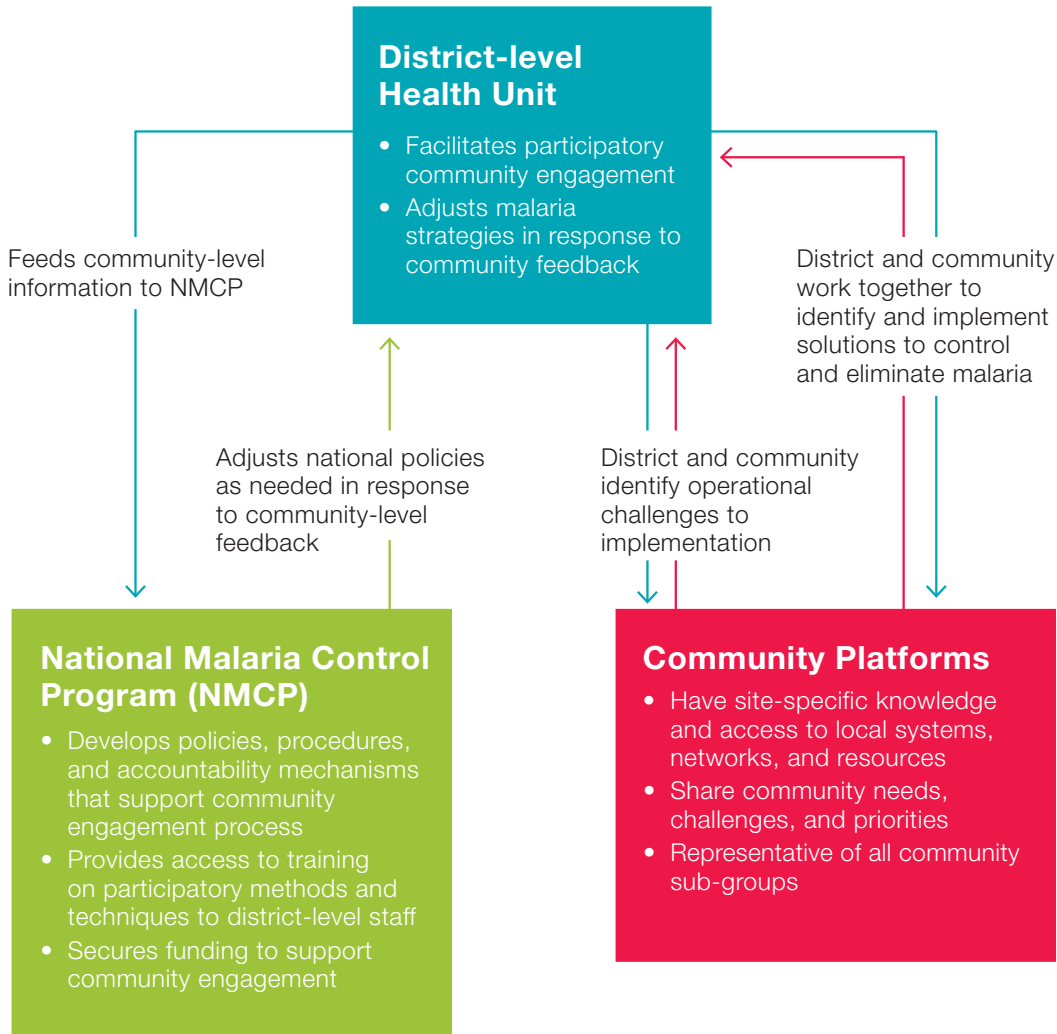 District-level
Health Unit
• Facilitates participatory
community engagement
• Adjusts malaria
strategies in response to
community feedback
Feeds community-level
information to NMCP
District and community
work together to
identify and implement
solutions to control
and eliminate malaria
Adjusts national policies
as needed in response
to community-level
feedback
District and community
identify operational
challenges to
implementation
National Malaria Control
Program (NMCP)
• Develops policies, procedures,
and accountability mechanisms
that support community
engagement process
• Provides access to training
on participatory methods and
techniques to district-level staff
• Secures funding to support
community engagement
Community Platforms
• Have site-specific knowledge
and access to local systems,
networks, and resources
• Share community needs,
challenges, and priorities
• Representative of all community
sub-groups